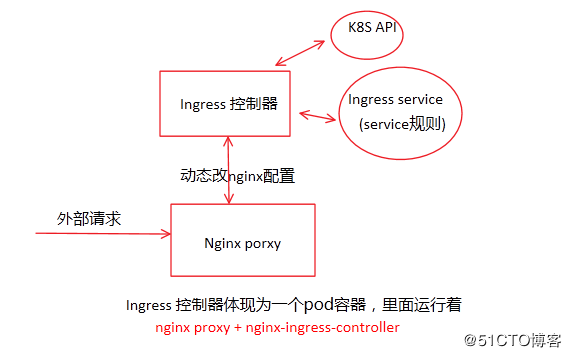 K8S API
Ingress 控制器
Ingress service
(service规则)
动态改nginx配置
外部请求
Nginx porxy
Ingress 控制器体现为一个pod容器，里面运行着
nginx proxy + nginx-ingress-controller
@51CTO博客